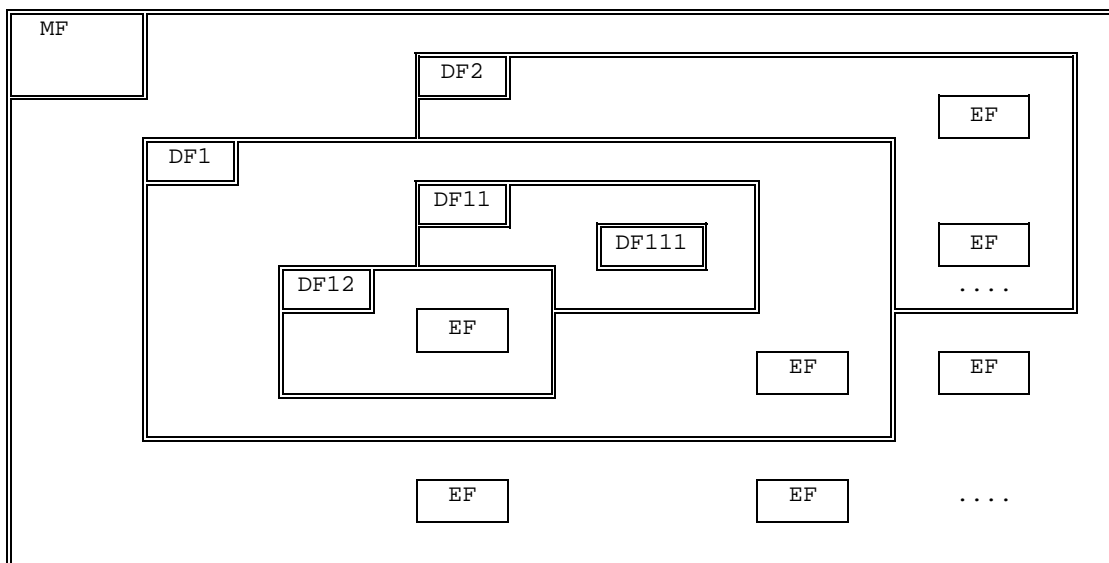 MF
DF2
EF
DF1
DF11
DF111 EF
DF12 ....
EF
EF EF
EF EF ....